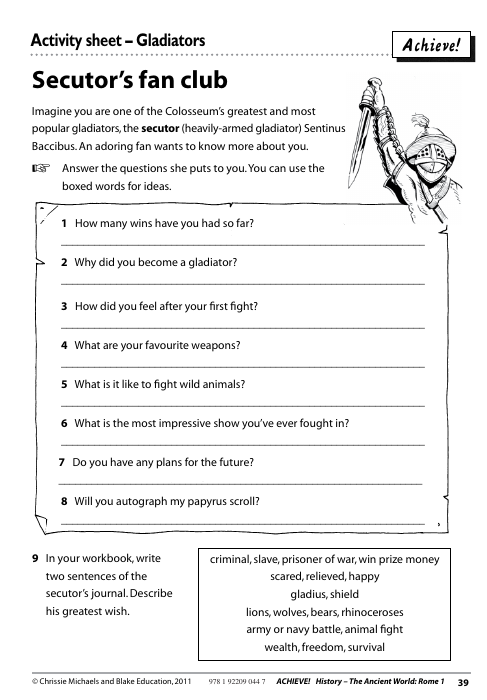 Activity sheet – Gladiators
Achieve!
Secutor's fan club
Imagine you are one of the Colosseum's greatest and most
popular gladiators, the secutor (heavily-armed gladiator) Sentinus
Baccibus. An adoring fan wants to know more about you.
Answer the questions she puts to you. You can use the
boxed words for ideas.
1 How many wins have you had so far?
2 Why did you become a gladiator?
3 How did you feel after your first fight?
4 What are your favourite weapons?
5 What is it like to fight wild animals?
6 What is the most impressive show you've ever fought in?
7 Do you have any plans for the future?
8 Will you autograph my papyrus scroll?
9 In your workbook, write
two sentences of the
secutor's journal. Describe
his greatest wish.
criminal, slave, prisoner of war, win prize money
scared, relieved, happy
gladius, shield
lions, wolves, bears, rhinoceroses
army or navy battle, animal fight
wealth, freedom, survival
© Chrissie Michaels and Blake Education, 2011 978 1 92209 044 7 ACHIEVE! History – The Ancient World: Rome 1 39